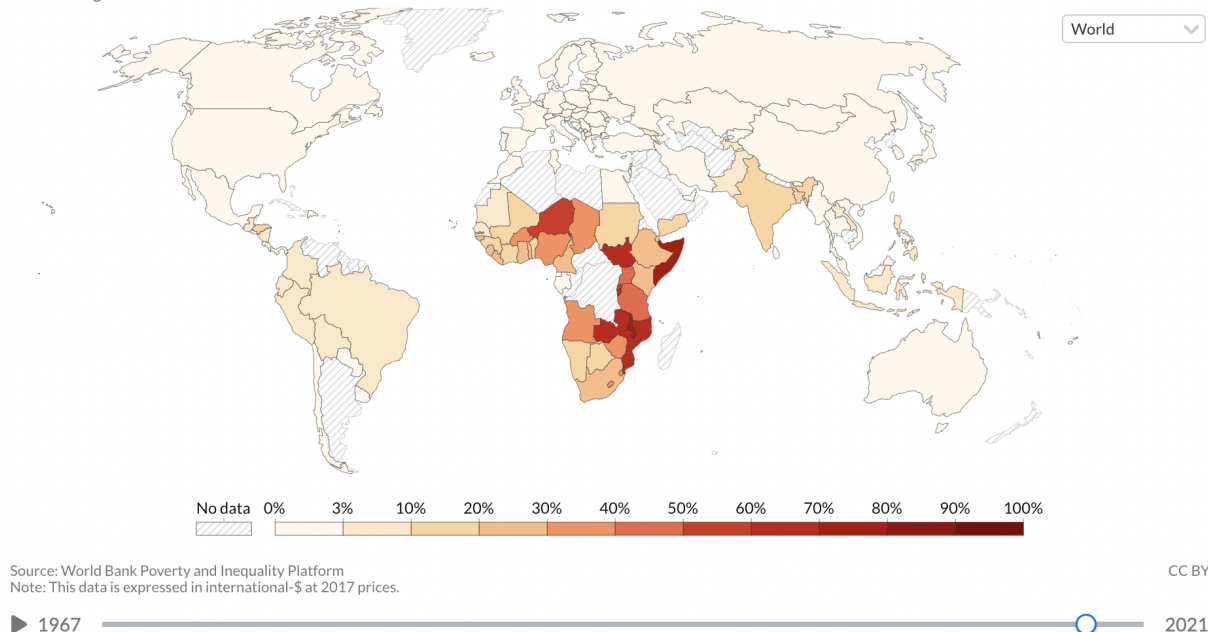 World
No data 0% 3% 10% 20% 30% 40% 50% 60% 70% 80% 90% 100%
Source: World Bank Poverty and Inequality Platform
CC BY
Note: This data is expressed in international-$ at 2017 prices.
1967 2021